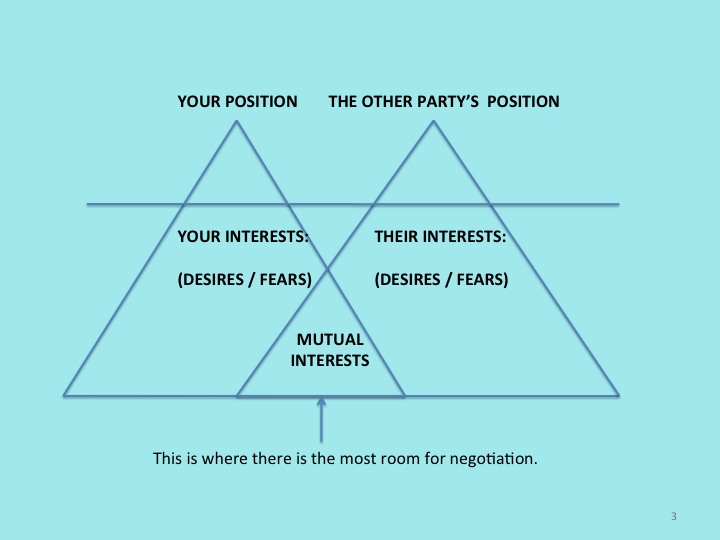 YOUR POSITION
THE OTHER PARTY’S  POSITION
YOUR INTERESTS:
(DESIRES / FEARS)
THEIR INTERESTS:
(DESIRES / FEARS)
MUTUAL
INTERESTS
This is where there is the most room for negotiation.
3